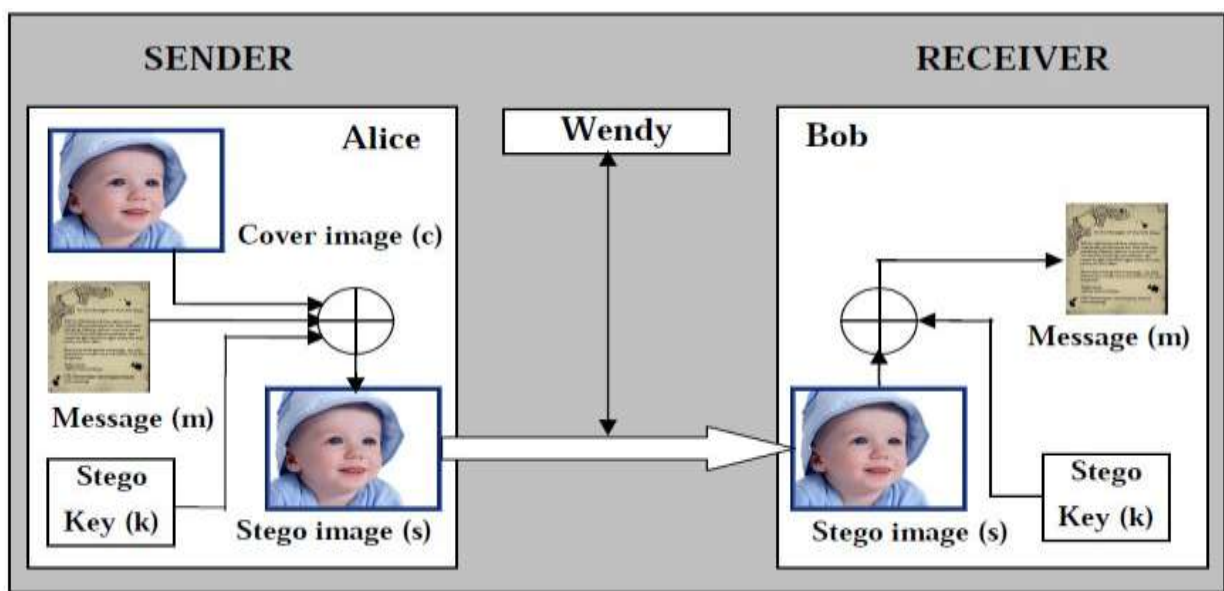 SENDER
RECEIVER
Alice
Cover image (c)
Message (m)
Stego
Key (k)
Stego image (s)
Wendy
Bob
Message (m)
Stego image (s)
Stego
Key (k)